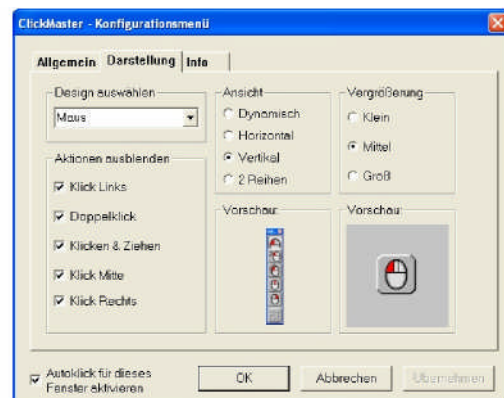 ClickMaster - Konfigurationsmenü
Allgemein Darstellung Info
Design auswählen
Maus
Aktionen ausblenden
Klick Links
Doppelklick
Klicken & Ziehen
Klick Mitte
Klick Rechts
Ansicht
Dynamisch
Horizontal
Vertikal
2 Reihen
Vergrößerung
Klein
Mittel
Groß
Vorschau:
Vorschau:
Autoklick für dieses
Fenster aktivieren
OK
Abbrechen
Übernehmen